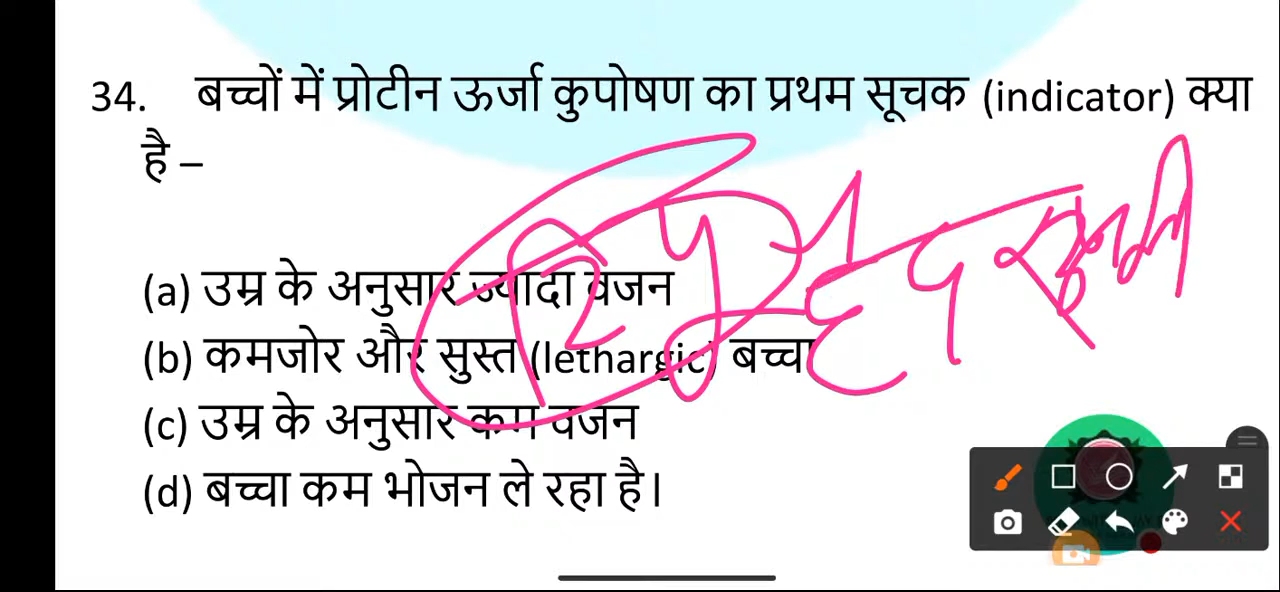 34. बच्चों में प्रोटीन ऊर्जा कुपोषण का प्रथम सूचक (indicator) क्या
है –
(a) उम्र के अनुसार ज्यादा वजन
(b) कमजोर और सुस्त (lethargic) बच्चा
(c) उम्र के अनुसार कम वजन
(d) बच्चा कम भोजन ले रहा है।